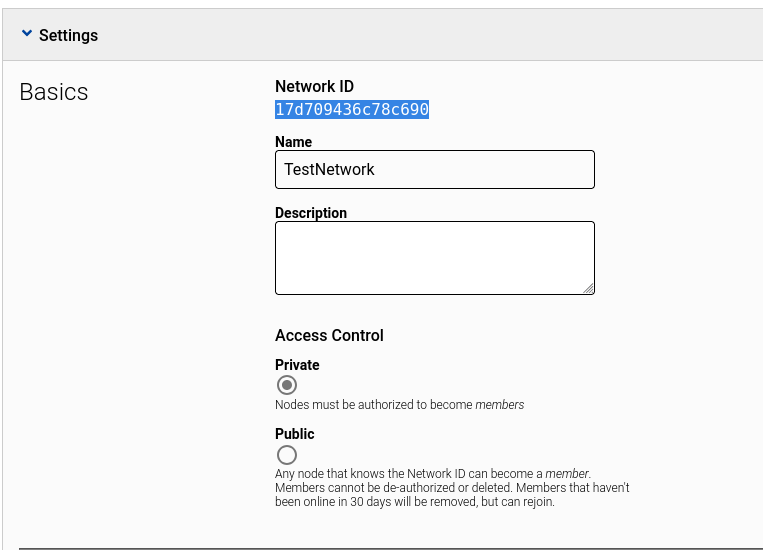 Settings
Basics
Network ID
17d709436c78c690
Name
TestNetwork
Description
Access Control
Private
Nodes must be authorized to become members
Public
Any node that knows the Network ID can become a member.
Members cannot be de-authorized or deleted. Members that haven't
been online in 30 days will be removed, but can rejoin.